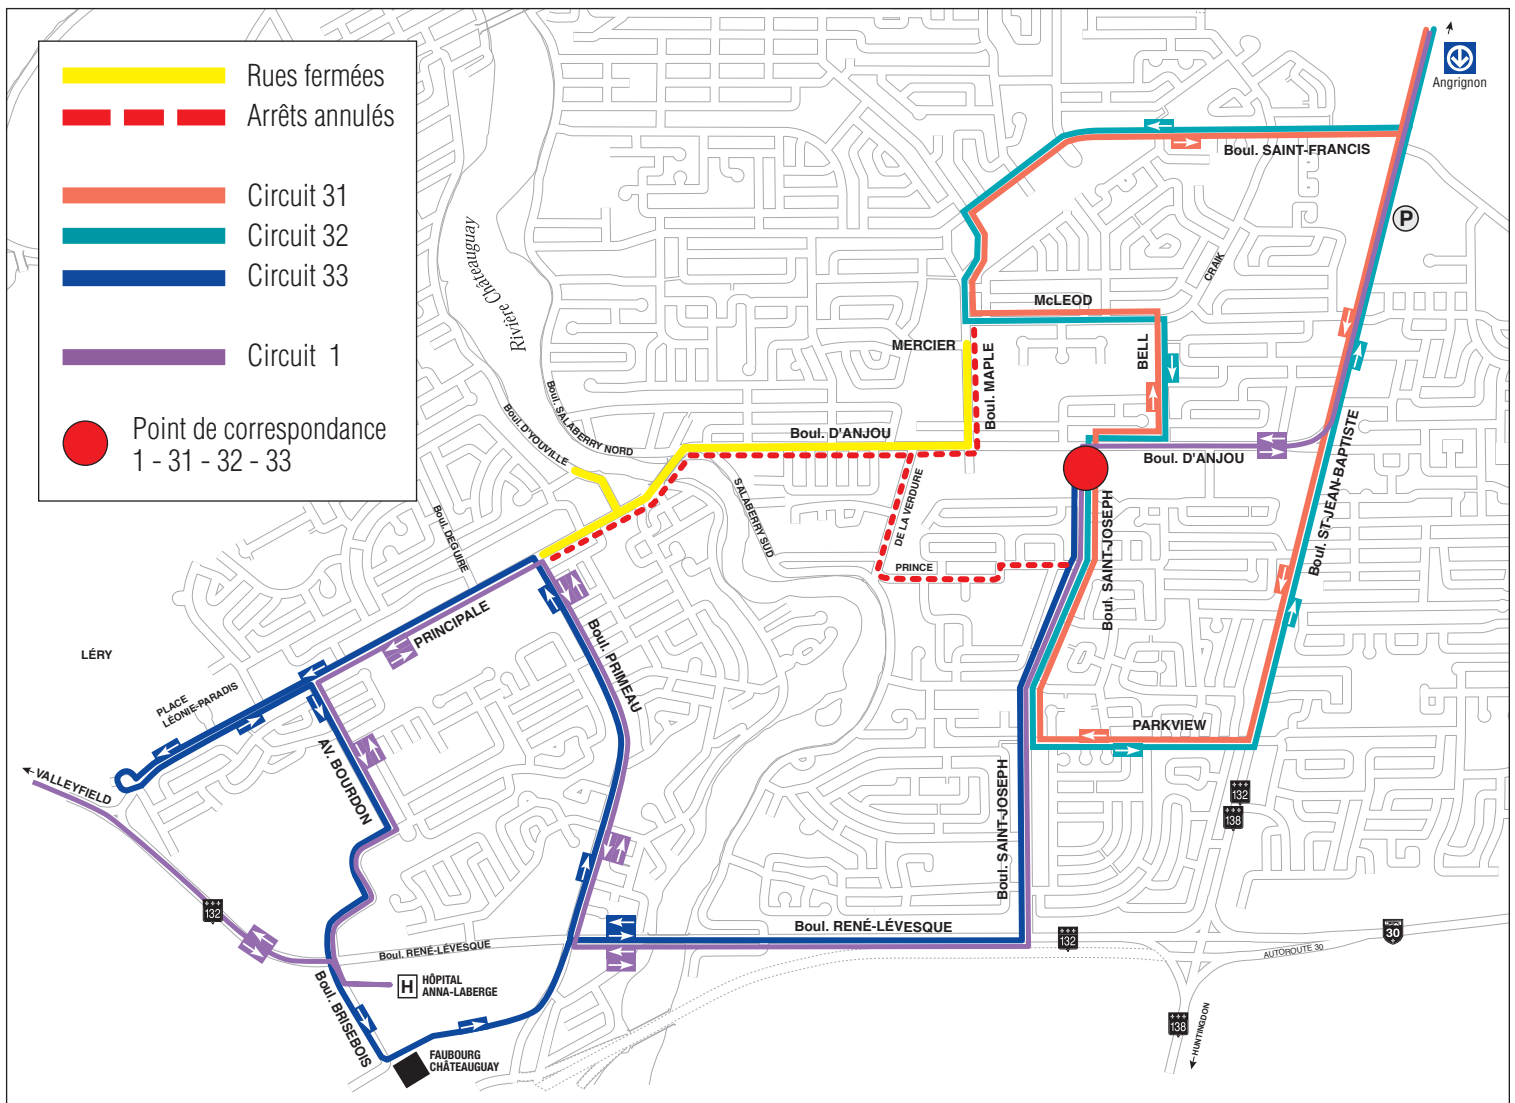 Rues fermées
Arrêts annulés
Circuit 31
Circuit 32
Circuit 33
Circuit 1
Point de correspondance
1 - 31 - 32 - 33
Angrignon
Boul. SAINT-FRANCIS
P
Rivière Châteauguay
CRAIK
McLEOD
MERCIER
Boul. MAPLE
BELL
Boul. SALABERRY NORD
Boul. D'YOUVILLE
Boul. D'ANJOU
Boul. D'ANJOU
Boul. ST-JEAN-BAPTISTE
SALABERRY SUD
DE LA VERDURE
Boul. SAINT-JOSEPH
Boul. DEGUIRE
PRINCE
PRINCIPALE
Boul. PRIMEAU
LÉRY
PLACE
LÉONIE-PARADIS
PARKVIEW
AV. BOURDON
VALLEYFIELD
Boul. SAINT-JOSEPH
132
138
132
Boul. RENÉ-LÉVESQUE
Boul. RENÉ-LÉVESQUE
132
30
AUTOROUTE 30
H
HÔPITAL
ANNA-LABERGE
Boul. BRISEBOIS
138
HUNTINGDON
FAUBOURG
CHÂTEAUGUAY